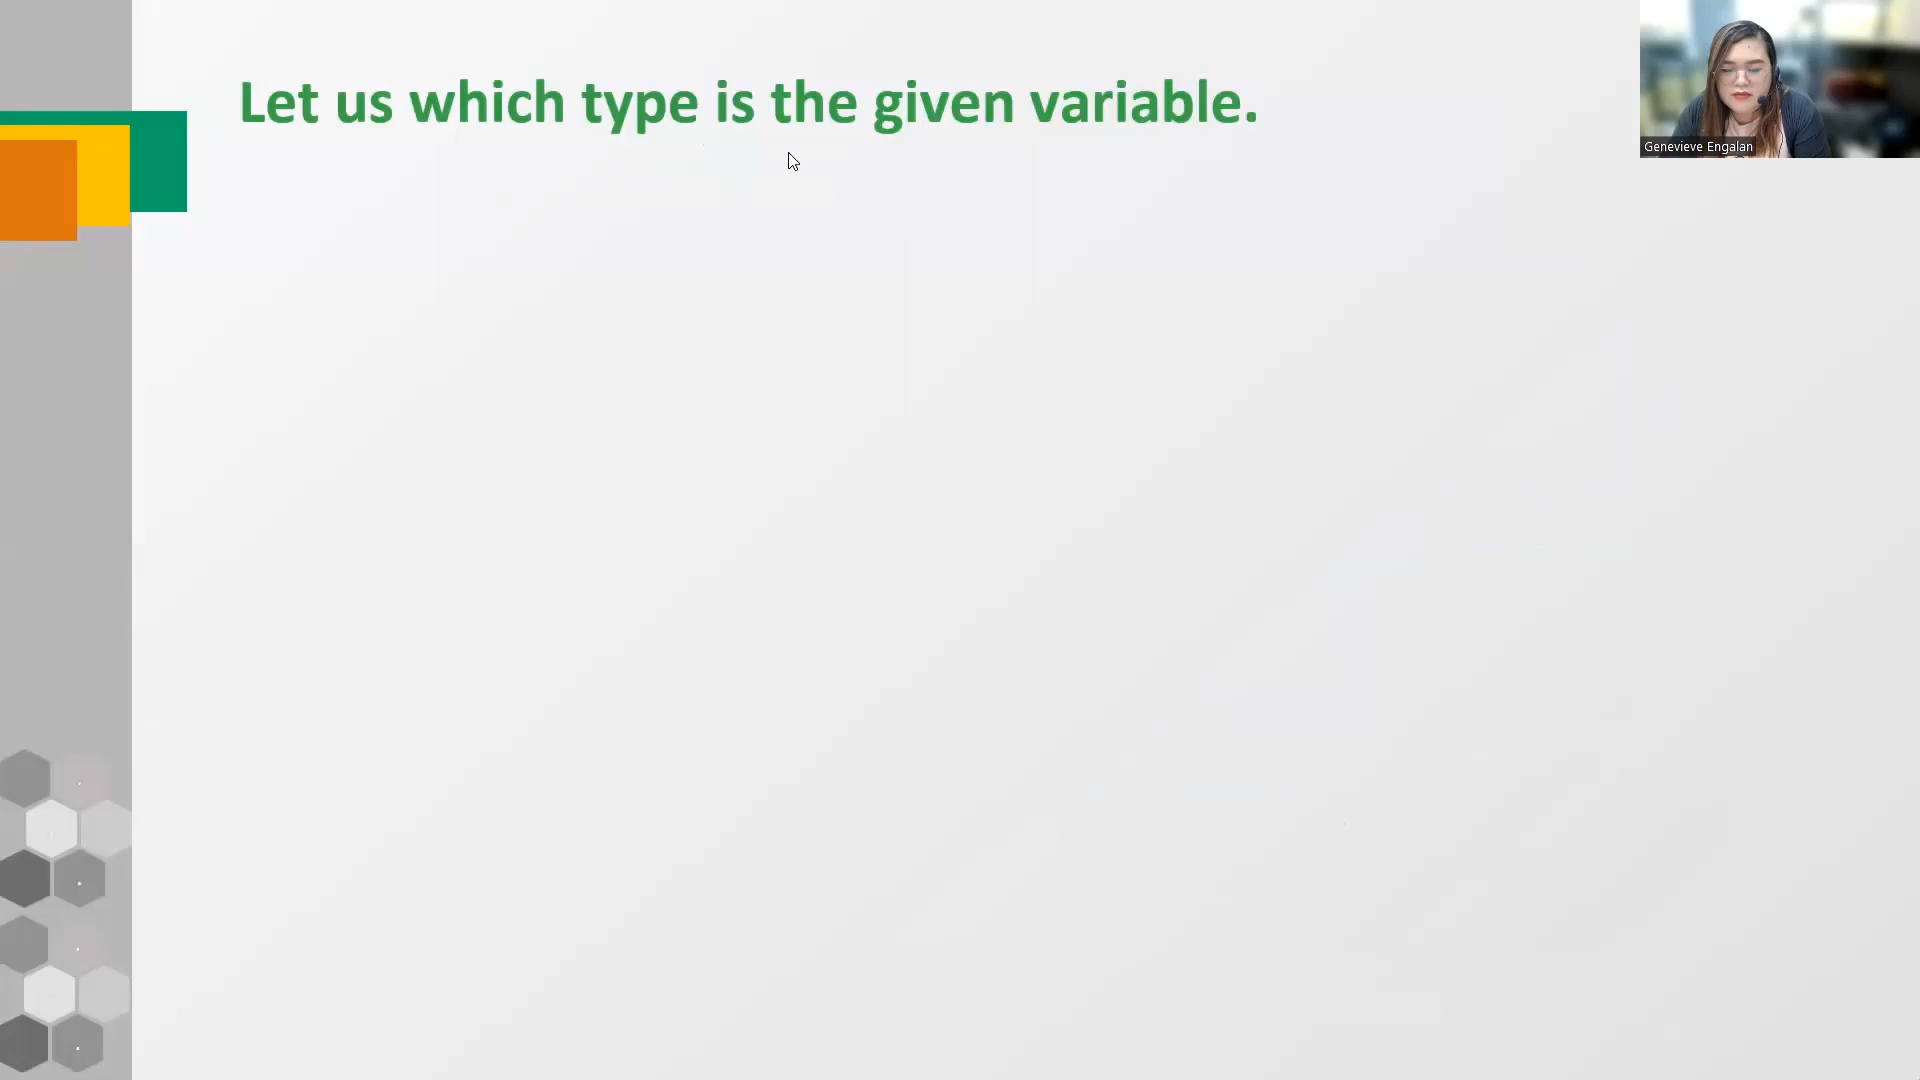 Let us which type is the given variable.
Genevieve Engalan